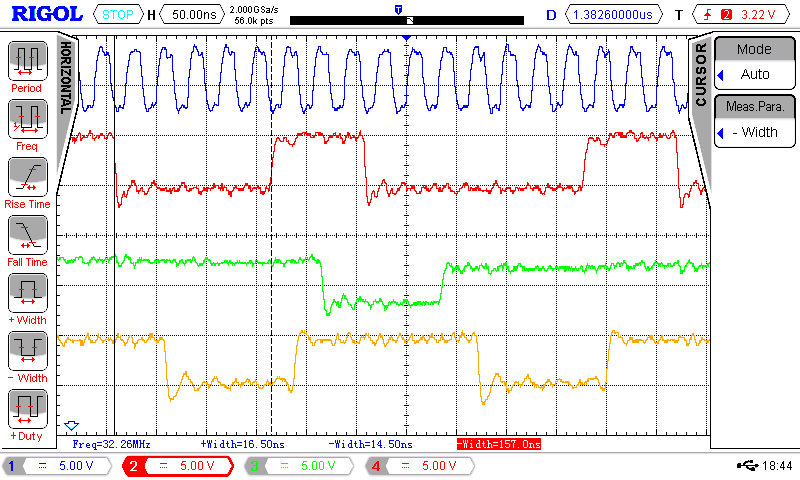 RIGOL STOP H 50.00ns 2.000GSa/s 56.0k pts D 1.38260000us T 2 3.22 V
T
HORIZONTAL
CURSOR
Mode
Auto
Meas.Para.
- Width
Period
Freq
Rise Time
Fall Time
+Width
- Width
+Duty
Freq=32.26MHz +Width=16.50ns -Width=14.50ns -Width=157.0ns
1 5.00 V 2 5.00 V 3 5.00 V 4 5.00 V 18:44